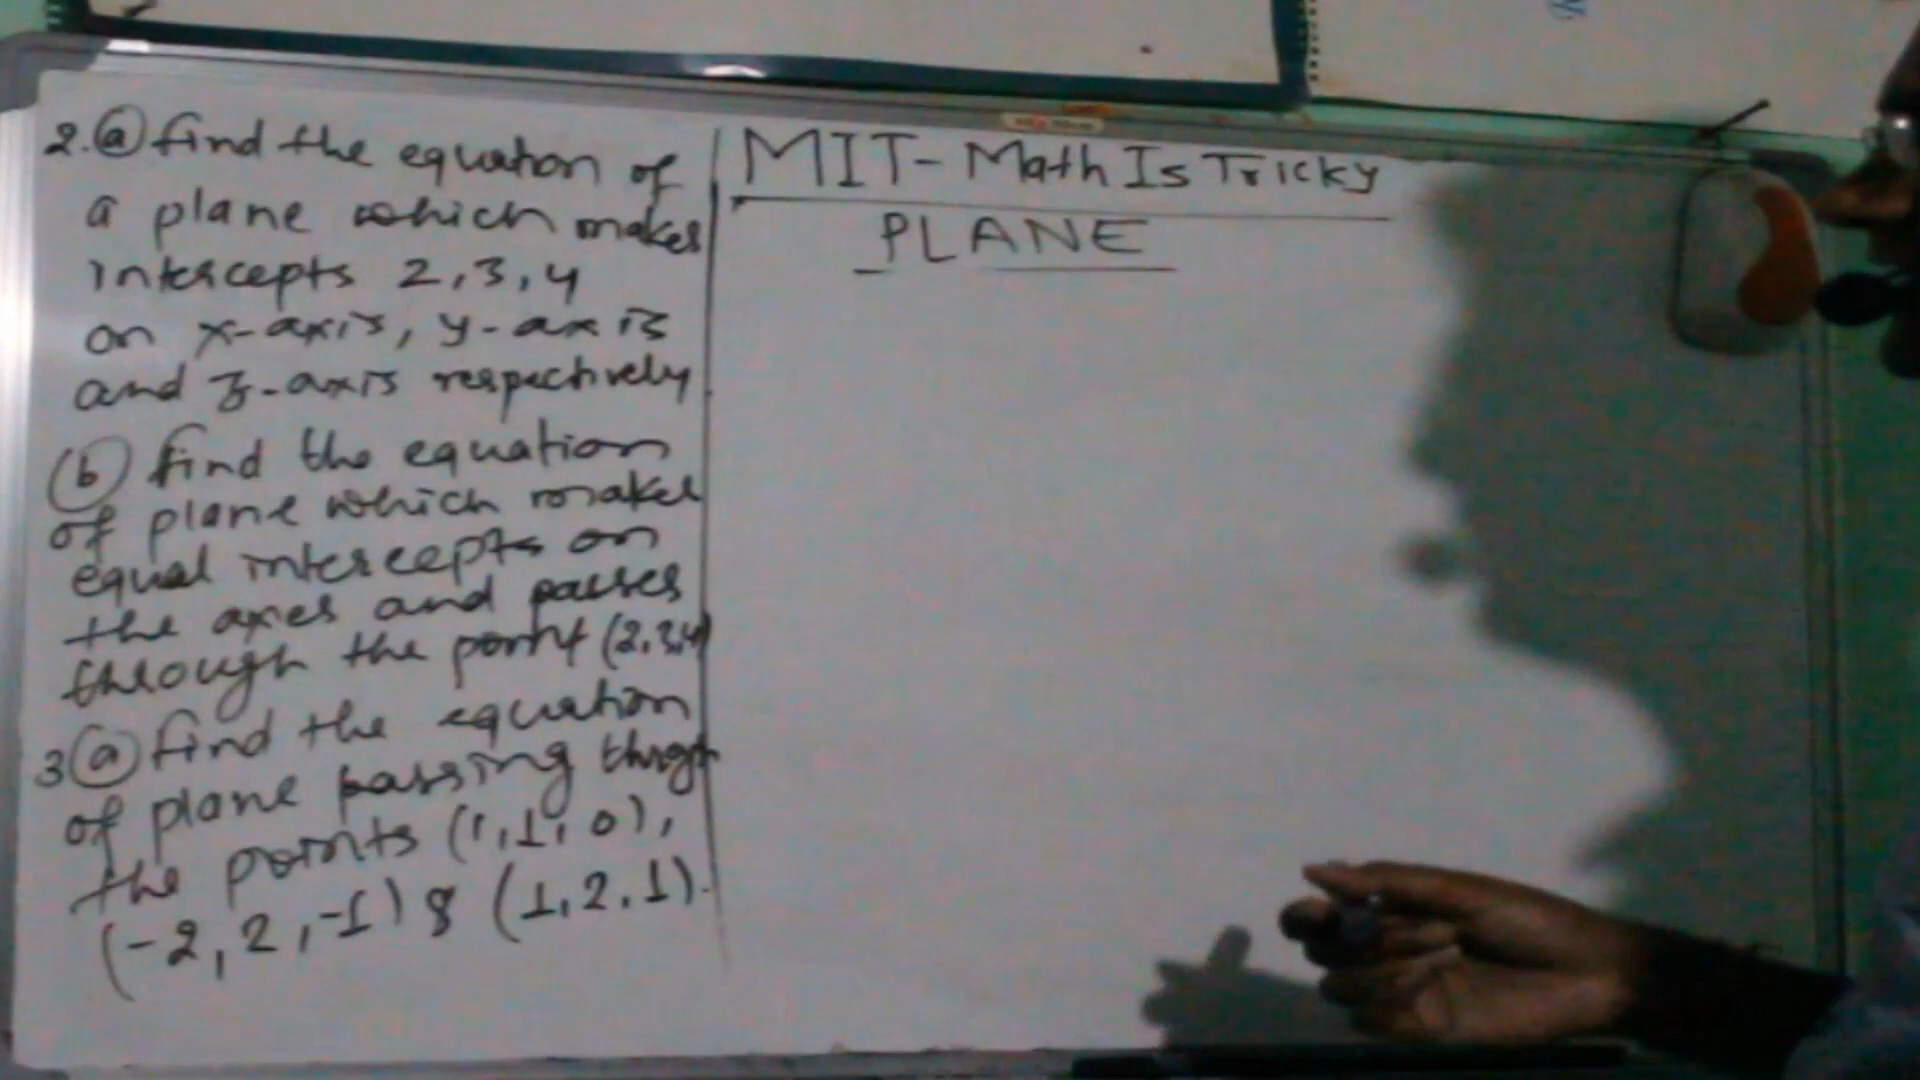 2. a find the equation of
a plane which makes
intercepts 2,3,4
on x-axis, y-axis
and z-axis respectively.
(b) find the equation
of plane which makes
equal intercepts on
the axes and passes
through the point (2,3,4)
3 a find the equation
of plane passing throgh
the points (1,1,0),
(-2,2,-1) & (1,2,1).
MIT- Math Is Tricky
PLANE